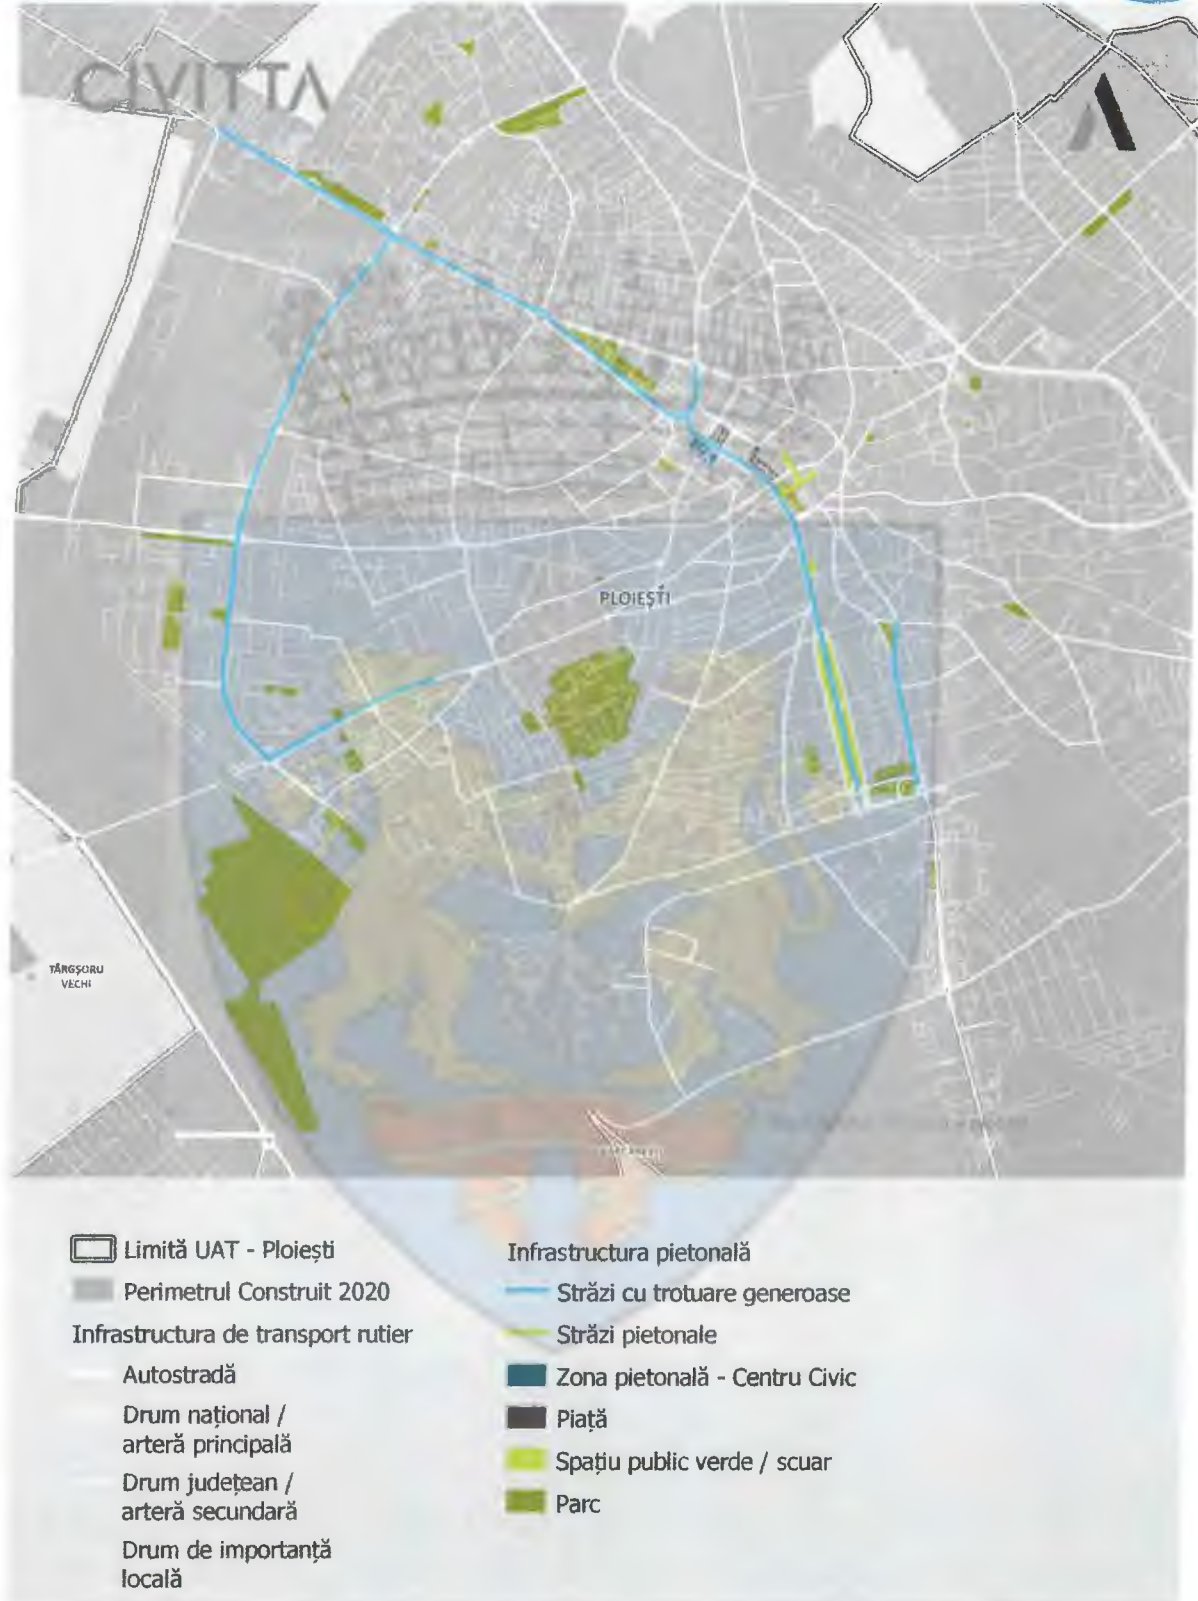 CIVITTA
PLOIEȘTI
TÂRGȘORU
VECHI
Limită UAT - Ploiești
Perimetrul Construit 2020
Infrastructura de transport rutier
Autostradă
Drum național /
arteră principală
Drum județean /
arteră secundară
Drum de importanță
locală
Infrastructura pietonală
Străzi cu trotuare generoase
Străzi pietonale
Zona pietonală - Centru Civic
Piață
Spațiu public verde / scuar
Parc